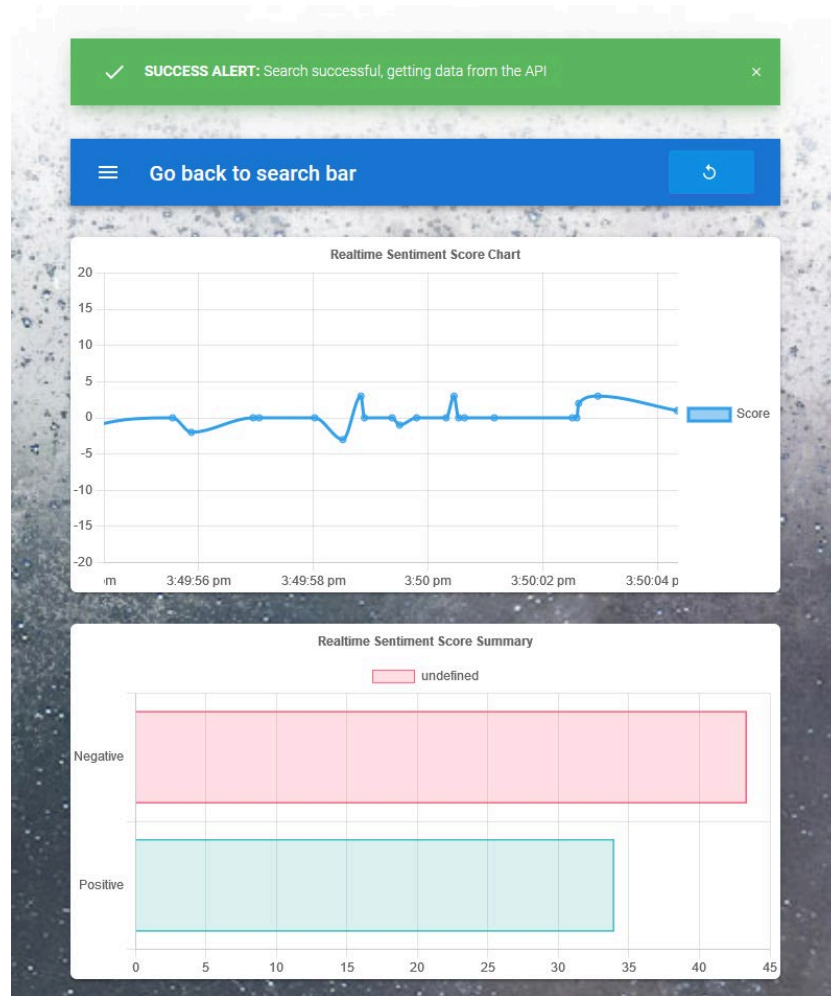 SUCCESS ALERT: Search successful, getting data from the API ×
Go back to search bar
Realtime Sentiment Score Chart
20
15
10
5
0
-5
-10
-15
-20
Score
:m 3:49:56 pm 3:49:58 pm 3:50 pm 3:50:02 pm 3:50:04 p
Realtime Sentiment Score Summary
undefined
Negative
Positive
0 5 10 15 20 25 30 35 40 45